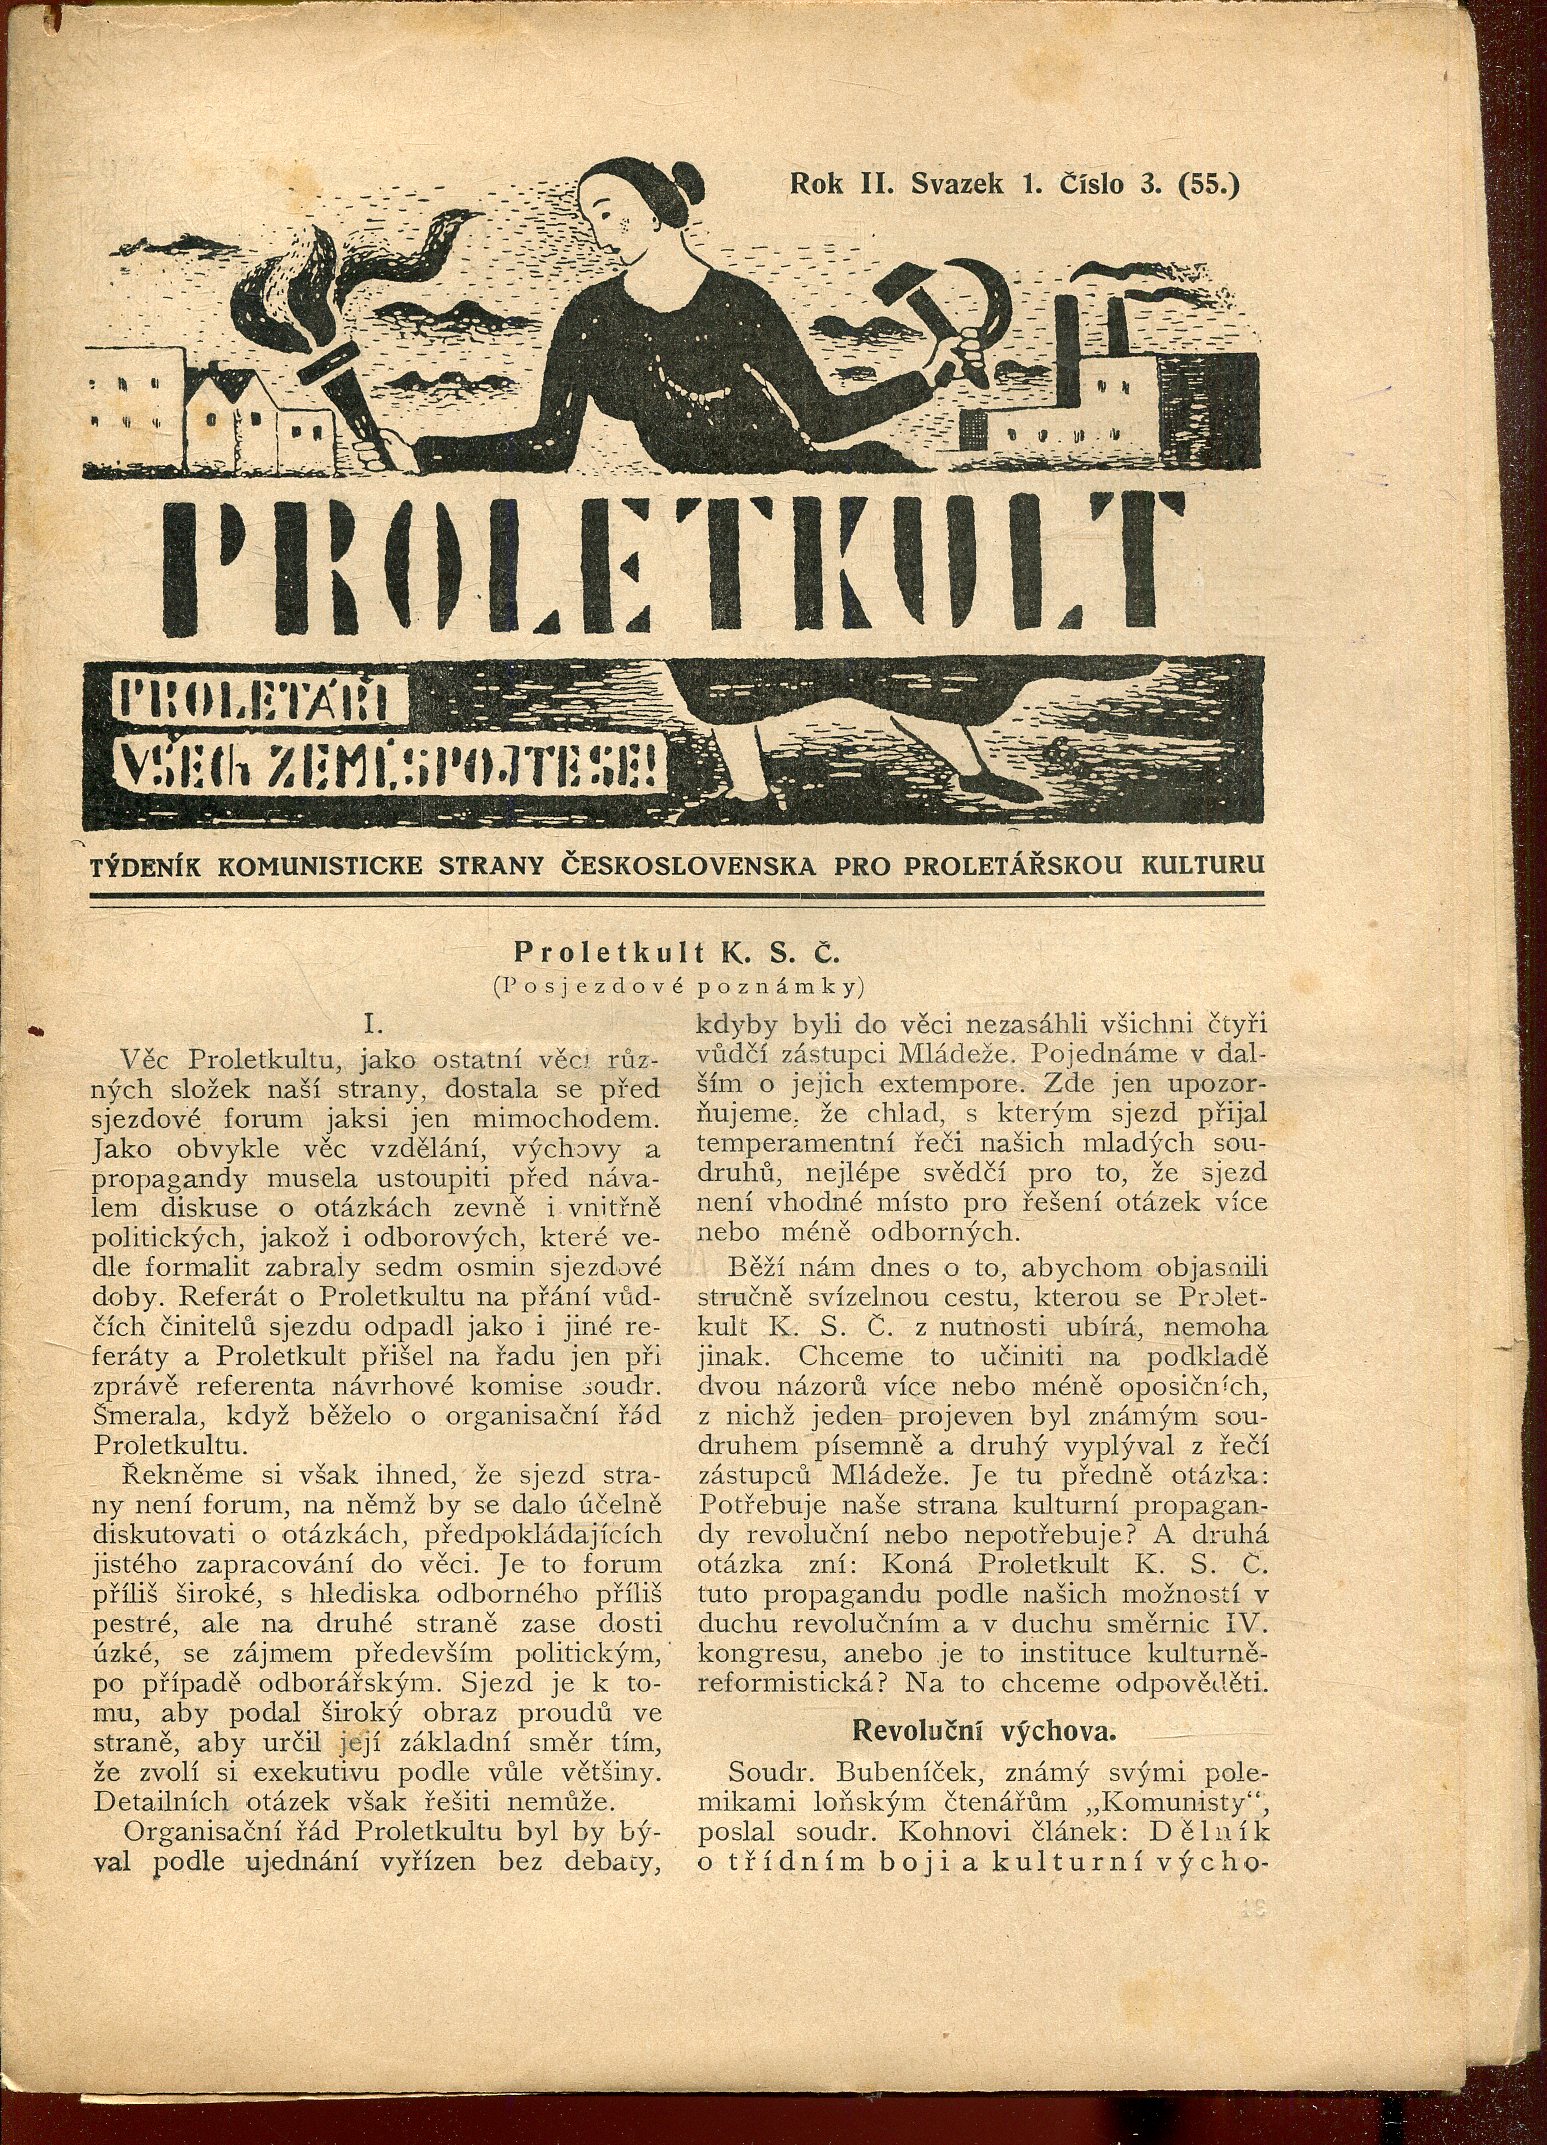 Rok II. Svazek 1. Číslo 3. (55.)
PROLETKULT
PROLETÁŘI
VŠECH ZEMÍ, SPOJTE SE!
TÝDENÍK KOMUNISTICKE STRANY ČESKOSLOVENSKA PRO PROLETÁŘSKOU KULTURU
Proletkult K. S. Č.
(Posjezdové poznámky)
I.
Věc Proletkultu, jako ostatní věci růz-
ných složek naší strany, dostala se před
sjezdové forum jaksi jen mimochodem.
Jako obvykle věc vzdělání, výchovy a
propagandy musela ustoupiti před náva-
lem diskuse o otázkách zevně i vnitřně
politických, jakož i odborových, které ve-
dle formalit zabraly sedm osmin sjezdové
doby. Referát o Proletkultu na přání vůd-
čích činitelů sjezdu odpadl jako i jiné re-
feráty a Proletkult přišel na řadu jen při
zprávě referenta návrhové komise soudr.
Šmerala, když běželo o organisační řád
Proletkultu.
Řekněme si však ihned, že sjezd stra-
ny není forum, na němž by se dalo účelně
diskutovati o otázkách, předpokládajících
jistého zapracování do věci. Je to forum
příliš široké, s hlediska odborného příliš
pestré, ale na druhé straně zase dosti
úzké, se zájmem především politickým,
po případě odborářským. Sjezd je k to-
mu, aby podal široký obraz proudů ve
straně, aby určil její základní směr tím,
že zvolí si exekutivu podle vůle většiny.
Detailních otázek však řešiti nemůže.
Organisační řád Proletkultu byl by bý-
val podle ujednání vyřízen bez debaty,
kdyby byli do věci nezasáhli všichni čtyři
vůdčí zástupci Mládeže. Pojednáme v dal-
ším o jejich extempore. Zde jen upozor-
ňujeme, že chlad, s kterým sjezd přijal
temperamentní řeči našich mladých sou-
druhů, nejlépe svědčí pro to, že sjezd
není vhodné místo pro řešení otázek více
nebo méně odborných.
Běží nám dnes o to, abychom objasnili
stručně svízelnou cestu, kterou se Prolet-
kult K. S. Č. z nutnosti ubírá, nemoha
jinak. Chceme to učiniti na podkladě
dvou názorů více nebo méně oposičních,
z nichž jeden projeven byl známým sou-
druhem písemně a druhý vyplýval z řečí
zástupců Mládeže. Je tu předně otázka:
Potřebuje naše strana kulturní propagan-
dy revoluční nebo nepotřebuje? A druhá
otázka zní: Koná Proletkult K. S. Č.
tuto propagandu podle našich možností v
duchu revolučním a v duchu směrnic IV.
kongresu, anebo je to instituce kulturně-
reformistická? Na to chceme odpověděti.
Revoluční výchova.
Soudr. Bubeníček, známý svými pole-
mikami loňským čtenářům „Komunisty“,
poslal soudr. Kohnovi článek: Dělník
o třídním boji a kulturní výcho-